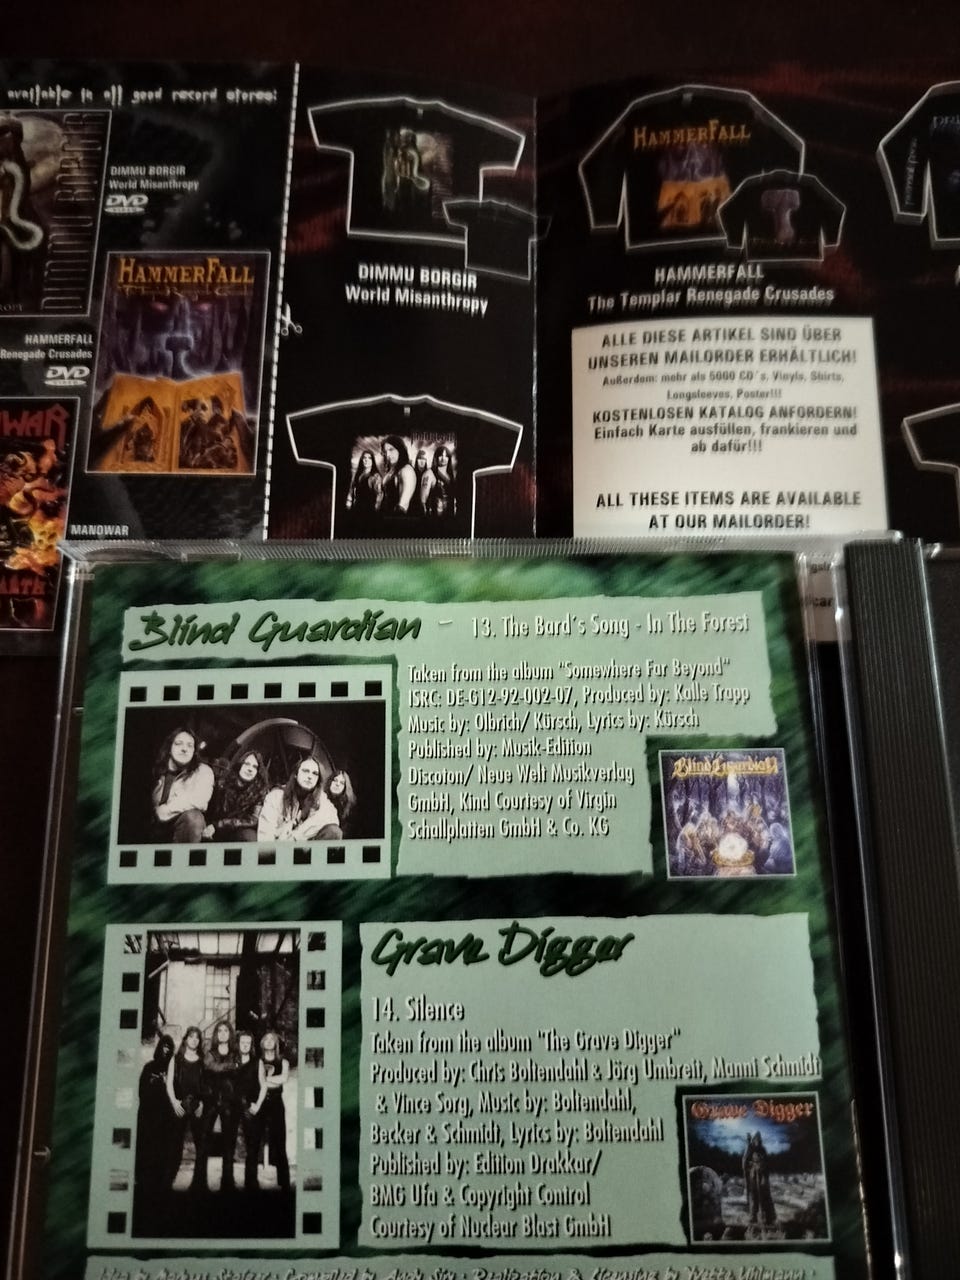 available in all good record stores:
DIMMU BORGIR
World Misanthropy
DVD
VIDEO
DIMMU BORGIR
HAMMERFALL
HAMMERFALL
Renegade Crusades
DVD
VIDEO
MANOWAR
DIMMU BORGIR
World Misanthropy
HAMMERFALL
HAMMERFALL
The Templar Renegade Crusades
ALLE DIESE ARTIKEL SIND ÜBER
UNSEREN MAILORDER ERHÄLTLICH!
Außerdem: mehr als 5000 CD´s, Vinyls, Shirts,
Longsleeves, Poster!!!
KOSTENLOSEN KATALOG ANFORDERN!
Einfach Karte ausfüllen, frankieren und
ab dafür!!!
ALL THESE ITEMS ARE AVAILABLE
AT OUR MAILORDER!
Blind Guardian - 13. The Bard's Song - In The Forest
Taken from the album "Somewhere Far Beyond"
ISRC: DE-G12-92-002-07, Produced by: Kalle Trapp
Music by: Olbrich/ Kürsch, Lyrics by: Kürsch
Published by: Musik-Edition
Discoton/ Neue Welt Musikverlag
GmbH, Kind Courtesy of Virgin
Schallplatten GmbH & Co. KG
Blind Guardian
Grave Digger
14. Silence
Taken from the album "The Grave Digger"
Produced by: Chris Boltendahl & Jörg Umbreit, Manni Schmidt
& Vince Sorg, Music by: Boltendahl,
Becker & Schmidt, Lyrics by: Boltendahl
Published by: Edition Drakkar/
BMG Ufa & Copyright Control
Courtesy of Nuclear Blast GmbH
Grave Digger